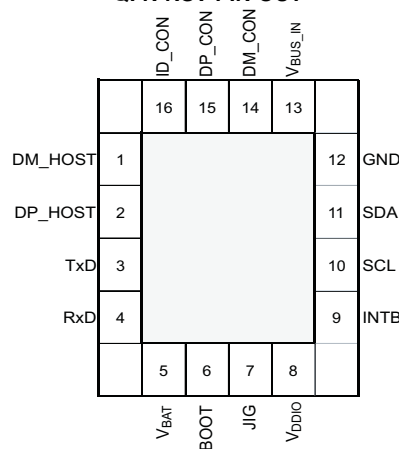 ID_CON
DP_CON
DM_CON
VBUS_IN
16 15 14 13
DM_HOST 1 12 GND
DP_HOST 2 11 SDA
TxD 3 10 SCL
RxD 4 9 INTB
5 6 7 8
VBAT
BOOT
JIG
VDDIO